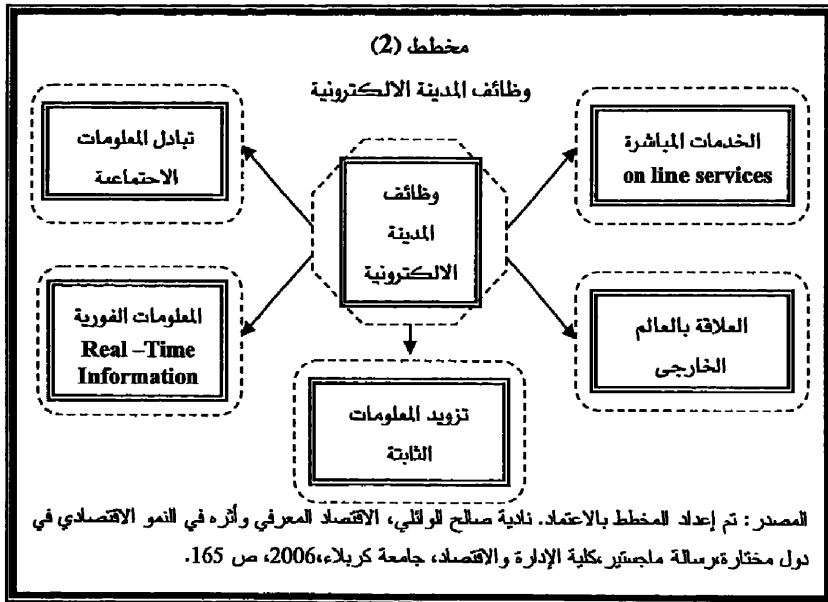 مخطط (2)
وظائف المدينة الالكترونية
الخدمات المباشرة
on line services
تبادل المعلومات
الاجتماعية
وظائف
المدينة
الالكترونية
العلاقة بالعالم
الخارجي
المعلومات الفورية
Real –Time
Information
تزويد المعلومات
الثابتة
المصدر : تم إعداد المخطط بالاعتماد. نادية صالح الوائلي، الاقتصاد المعرفي وأثره في النمو الاقتصادي في
دول مختارة،رسالة ماجستير ،كلية الإدارة والاقتصاد، جامعة كربلاء،2006، ص 165.